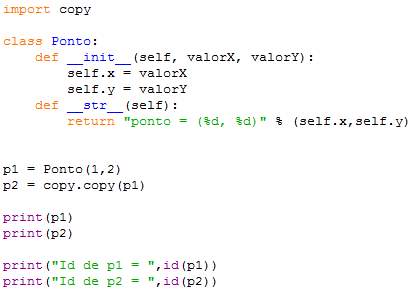 import copy
class Ponto:
    def __init__(self, valorX, valorY):
        self.x = valorX
        self.y = valorY
    def __str__(self):
        return "ponto = (%d, %d)" % (self.x,self.y)
p1 = Ponto(1,2)
p2 = copy.copy(p1)
print(p1)
print(p2)
print("Id de p1 = ",id(p1))
print("Id de p2 = ",id(p2))